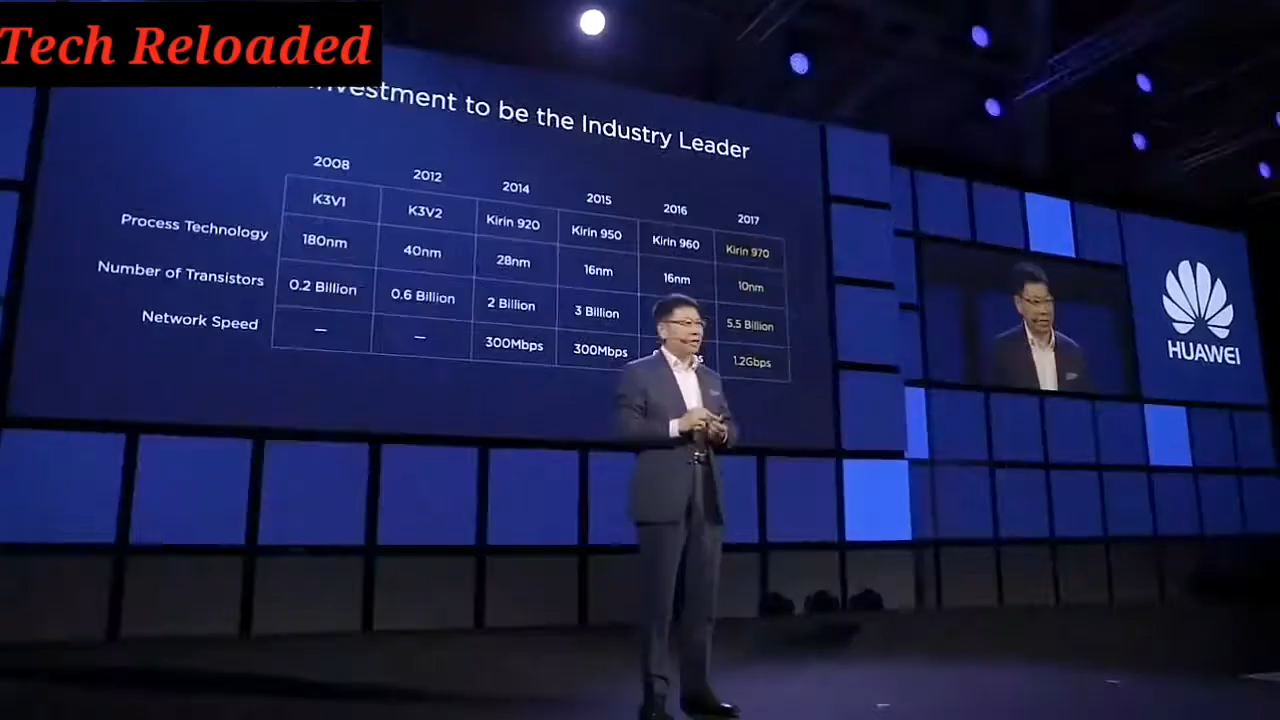 Tech Reloaded
to be the Industry Leader
2008 2012 2014 2015 2016 2017
K3V1 K3V2 Kirin 920 Kirin 950 Kirin 960 Kirin 970
Process Technology 180nm 40nm 28nm 16nm 16nm 10nm
Number of Transistors 0.2 Billion 0.6 Billion 2 Billion 3 Billion 5.5 Billion
Network Speed — — 300Mbps 300Mbps 1.2Gbps
HUAWEI